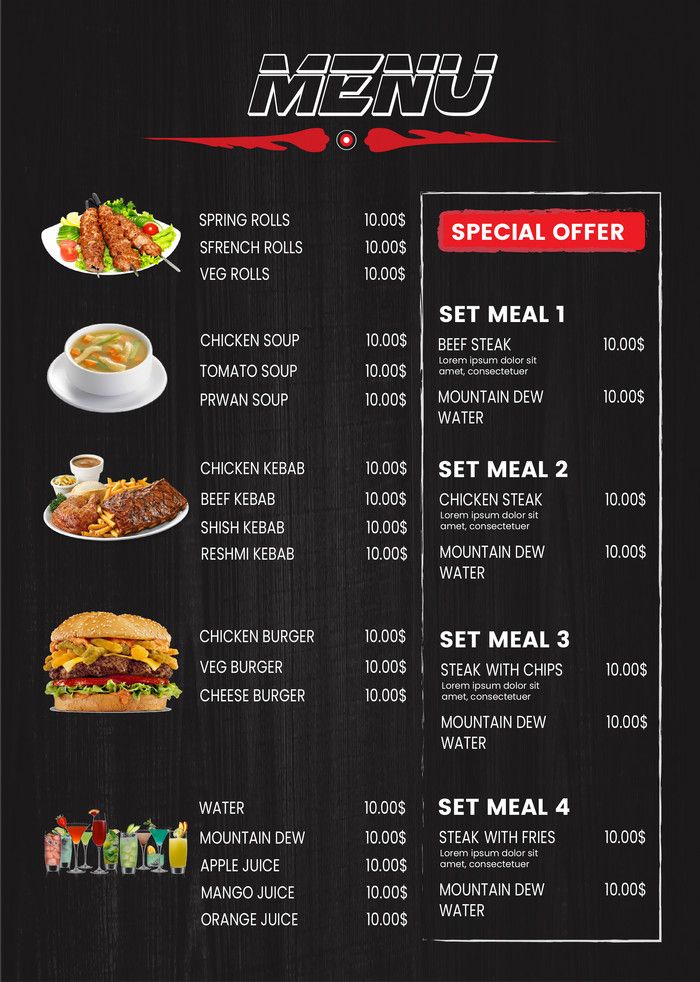 MENU
SPRING ROLLS 10.00$
SFRENCH ROLLS 10.00$
VEG ROLLS 10.00$
CHICKEN SOUP 10.00$
TOMATO SOUP 10.00$
PRWAN SOUP 10.00$
CHICKEN KEBAB 10.00$
BEEF KEBAB 10.00$
SHISH KEBAB 10.00$
RESHMI KEBAB 10.00$
CHICKEN BURGER 10.00$
VEG BURGER 10.00$
CHEESE BURGER 10.00$
WATER 10.00$
MOUNTAIN DEW 10.00$
APPLE JUICE 10.00$
MANGO JUICE 10.00$
ORANGE JUICE 10.00$
SPECIAL OFFER
SET MEAL 1
BEEF STEAK 10.00$
Lorem ipsum dolor sit
amet, consectetuer
MOUNTAIN DEW 10.00$
WATER
SET MEAL 2
CHICKEN STEAK 10.00$
Lorem ipsum dolor sit
amet, consectetuer
MOUNTAIN DEW 10.00$
WATER
SET MEAL 3
STEAK WITH CHIPS 10.00$
Lorem ipsum dolor sit
amet, consectetuer
MOUNTAIN DEW 10.00$
WATER
SET MEAL 4
STEAK WITH FRIES 10.00$
Lorem ipsum dolor sit
amet, consectetuer
MOUNTAIN DEW 10.00$
WATER